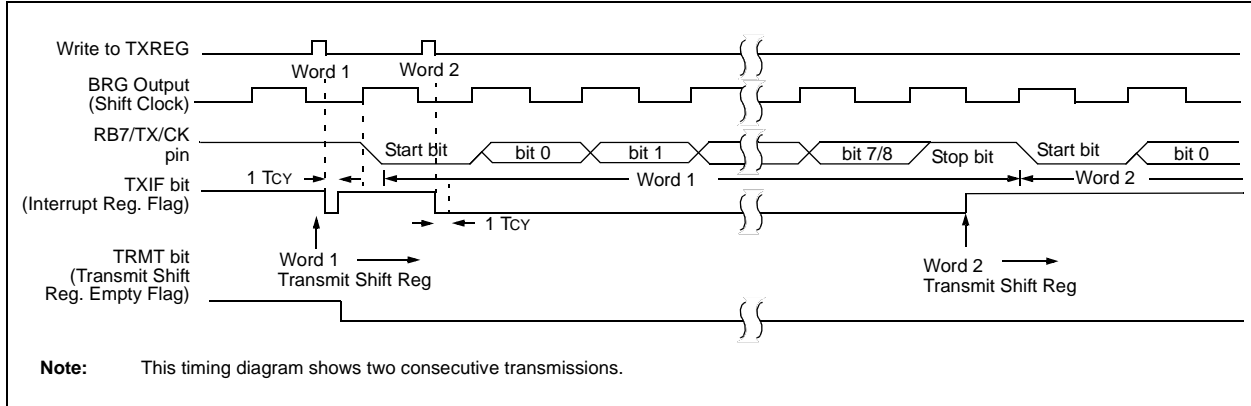 Write to TXREG
Word 1 Word 2
BRG Output
(Shift Clock)
RB7/TX/CK
pin
Start bit bit 0 bit 1 bit 7/8 Stop bit Start bit bit 0
1 TCY
Word 1 Word 2
TXIF bit
(Interrupt Reg. Flag)
1 TCY
Word 1
Transmit Shift Reg
Word 2
Transmit Shift Reg
TRMT bit
(Transmit Shift
Reg. Empty Flag)
Note: This timing diagram shows two consecutive transmissions.